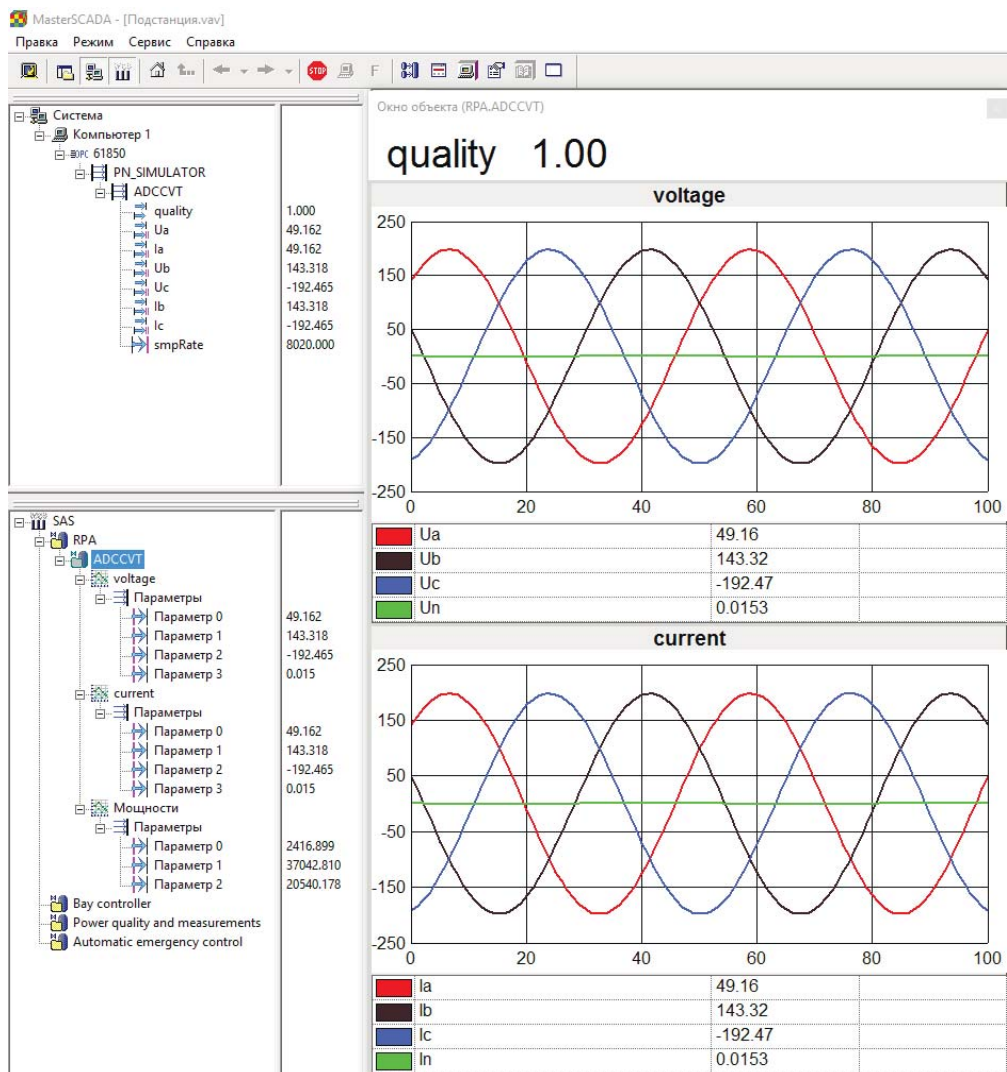 MasterSCADA - [Подстанция.vav]
Правка Режим Сервис Справка
STOP F
Система
Компьютер 1
OPC 61850
PN_SIMULATOR
ADCCVT
quality 1.000
Ua 49.162
Ia 49.162
Ub 143.318
Uc -192.465
Ib 143.318
Ic -192.465
smpRate 8020.000
SAS
RPA
ADCCVT
voltage
Параметры
Параметр 0 49.162
Параметр 1 143.318
Параметр 2 -192.465
Параметр 3 0.015
current
Параметры
Параметр 0 49.162
Параметр 1 143.318
Параметр 2 -192.465
Параметр 3 0.015
Мощности
Параметры
Параметр 0 2416.899
Параметр 1 37042.810
Параметр 2 20540.178
Bay controller
Power quality and measurements
Automatic emergency control
Окно объекта (RPA.ADCCVT)
quality 1.00
voltage
250
150
50
-50
-150
-250
0 20 40 60 80 100
Ua 49.16
Ub 143.32
Uc -192.47
Un 0.0153
current
250
150
50
-50
-150
-250
0 20 40 60 80 100
Ia 49.16
Ib 143.32
Ic -192.47
In 0.0153